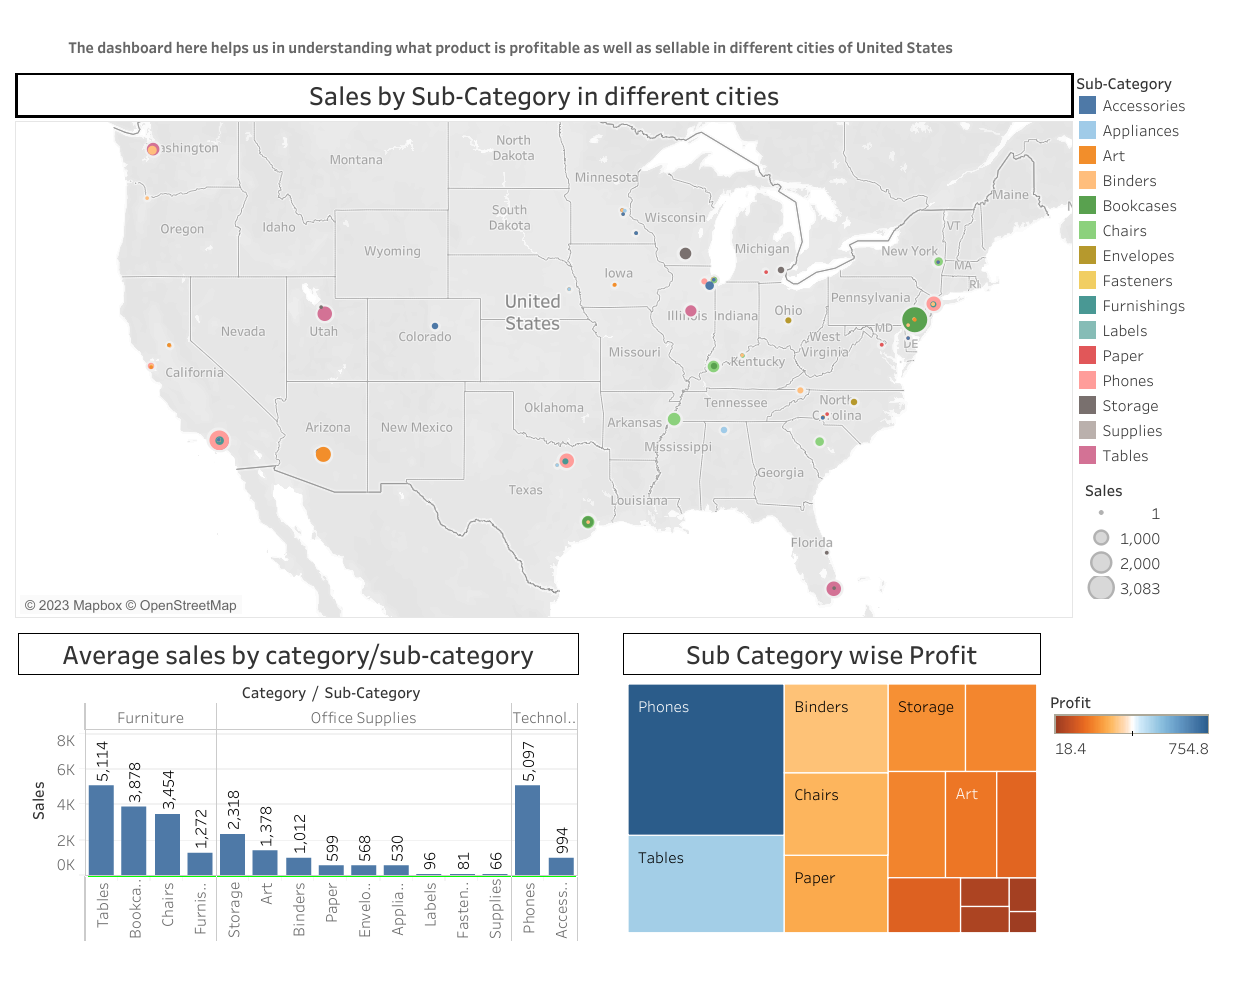 The dashboard here helps us in understanding what product is profitable as well as sellable in different cities of United States
Sales by Sub-Category in different cities
Sub-Category
Accessories
Appliances
Art
Binders
Bookcases
Chairs
Envelopes
Fasteners
Furnishings
Labels
Paper
Phones
Storage
Supplies
Tables
Sales
1
1,000
2,000
3,083
ashington
Montana
North
Dakota
Minnesota
Maine
N
Oregon
Idaho
South
Dakota
Wisconsin
VT
Wyoming
Michigan
New York
MA
Iowa
RI
United
States
Pennsylvania
Nevada
Utah
Colorado
Illinois
Indiana
Ohio
MD
DE
West
Virginia
Missouri
Kentucky
California
Tennessee
North
Carolina
Oklahoma
Arkansas
Arizona
New Mexico
Mississippi
Georgia
Texas
Louisiana
Florida
© 2023 Mapbox © OpenStreetMap
Average sales by category/sub-category
Category / Sub-Category
Furniture
Office Supplies
Technol..
Sales
8K
6K
4K
2K
0K
5,114
3,878
3,454
1,272
2,318
1,378
1,012
599
568
530
96
81
66
5,097
994
Tables
Bookca..
Chairs
Furnis..
Storage
Art
Binders
Paper
Envelo..
Applia..
Labels
Fasten..
Supplies
Phones
Access..
Sub Category wise Profit
Phones
Binders
Storage
Chairs
Art
Tables
Paper
Profit
18.4
754.8